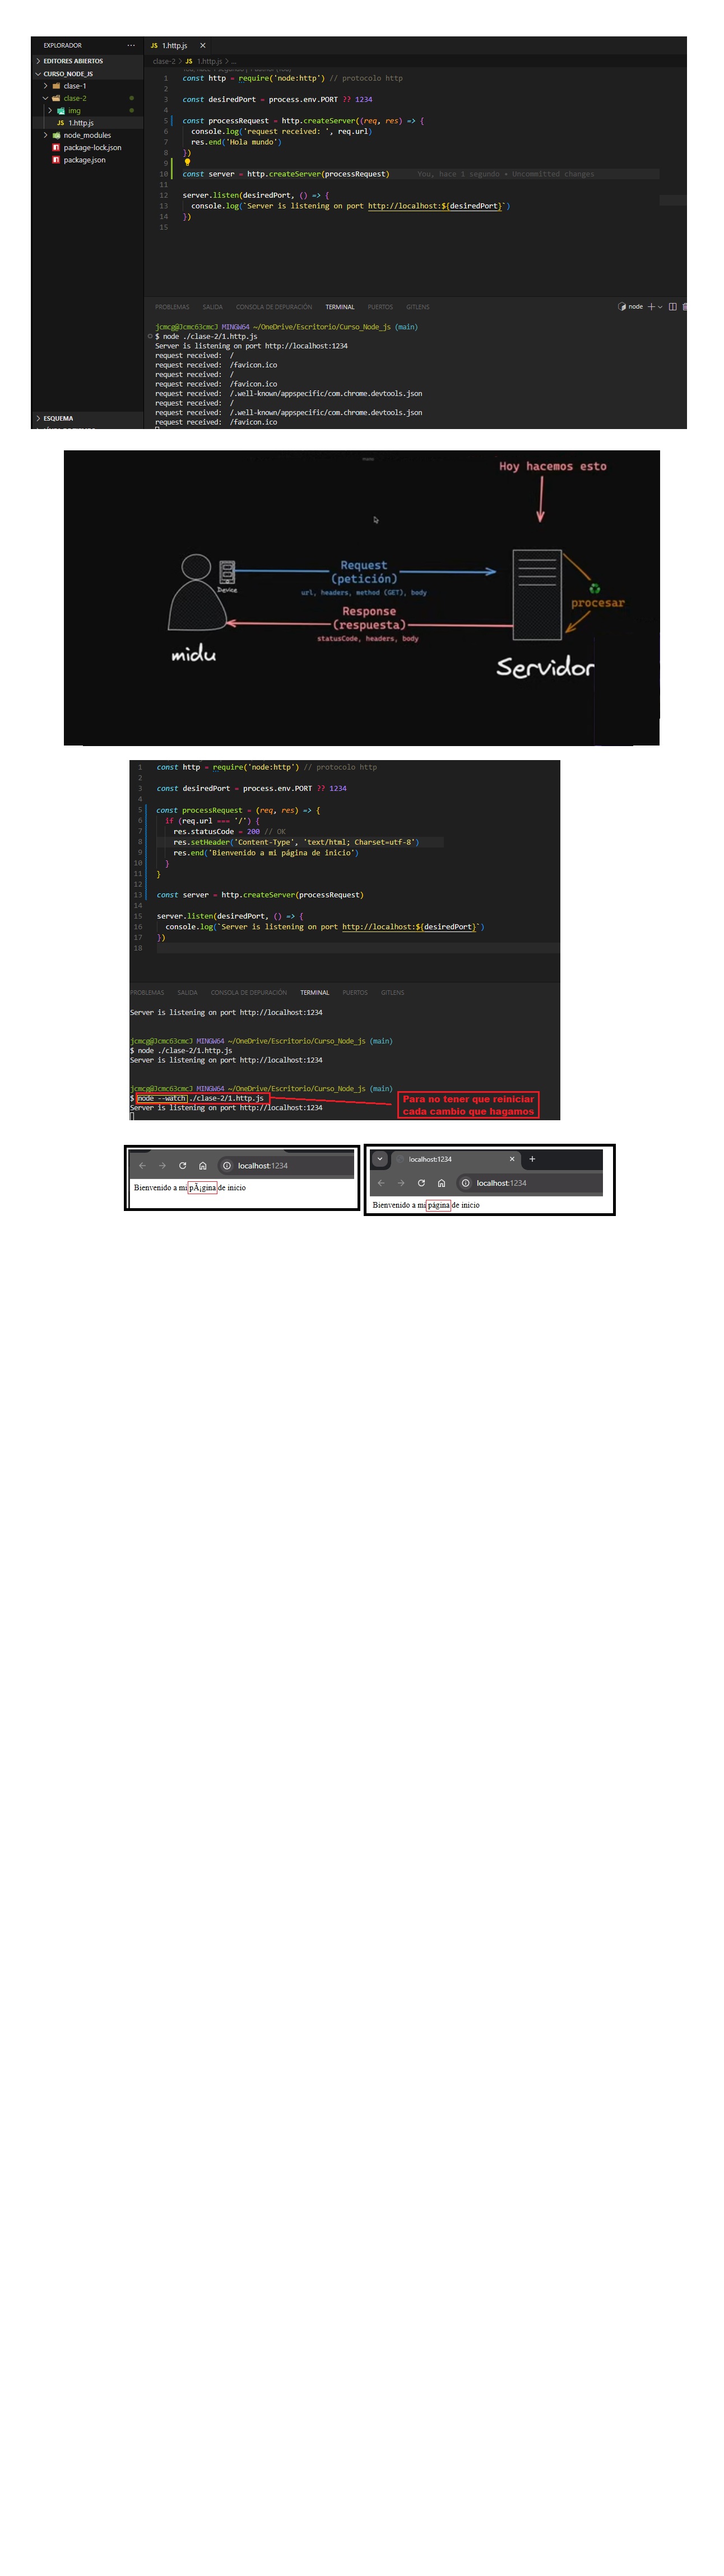 EXPLORADOR ···
EDITORES ABIERTOS
CURSO_NODE_JS
clase-1
clase-2
img
JS 1.http.js
node_modules
package-lock.json
package.json
ESQUEMA
JS 1.http.js ×
clase-2 > JS 1.http.js > ...
1 const http = require('node:http') // protocolo http
2
3 const desiredPort = process.env.PORT ?? 1234
4
5 const processRequest = http.createServer((req, res) => {
6 console.log('request received: ', req.url)
7 res.end('Hola mundo')
8 })
9
10 const server = http.createServer(processRequest) You, hace 1 segundo • Uncommitted changes
11
12 server.listen(desiredPort, () => {
13 console.log(`Server is listening on port http://localhost:${desiredPort}`)
14 })
15
PROBLEMAS SALIDA CONSOLA DE DEPURACIÓN TERMINAL PUERTOS GITLENS node
jcmcg@Jcmc63cmcJ MINGW64 ~/OneDrive/Escritorio/Curso_Node_js (main)
$ node ./clase-2/1.http.js
Server is listening on port http://localhost:1234
request received: /
request received: /favicon.ico
request received: /
request received: /favicon.ico
request received: /.well-known/appspecific/com.chrome.devtools.json
request received: /
request received: /.well-known/appspecific/com.chrome.devtools.json
request received: /favicon.ico
Hoy hacemos esto
Request
(petición)
url, headers, method (GET), body
Device
Response
(respuesta)
statusCode, headers, body
procesar
midu
Servidor
1 const http = require('node:http') // protocolo http
2
3 const desiredPort = process.env.PORT ?? 1234
4
5 const processRequest = (req, res) => {
6 if (req.url === '/') {
7 res.statusCode = 200 // OK
8 res.setHeader('Content-Type', 'text/html; Charset=utf-8')
9 res.end('Bienvenido a mi página de inicio')
10 }
11 }
12
13 const server = http.createServer(processRequest)
14
15 server.listen(desiredPort, () => {
16 console.log(`Server is listening on port http://localhost:${desiredPort}`)
17 })
18
PROBLEMAS SALIDA CONSOLA DE DEPURACIÓN TERMINAL PUERTOS GITLENS
Server is listening on port http://localhost:1234
jcmcg@Jcmc63cmcJ MINGW64 ~/OneDrive/Escritorio/Curso_Node_js (main)
$ node ./clase-2/1.http.js
Server is listening on port http://localhost:1234
jcmcg@Jcmc63cmcJ MINGW64 ~/OneDrive/Escritorio/Curso_Node_js (main)
$ node --watch ./clase-2/1.http.js
Server is listening on port http://localhost:1234
Para no tener que reiniciar
cada cambio que hagamos
localhost:1234
Bienvenido a mi pÃ¡gina de inicio
localhost:1234
localhost:1234
Bienvenido a mi página de inicio